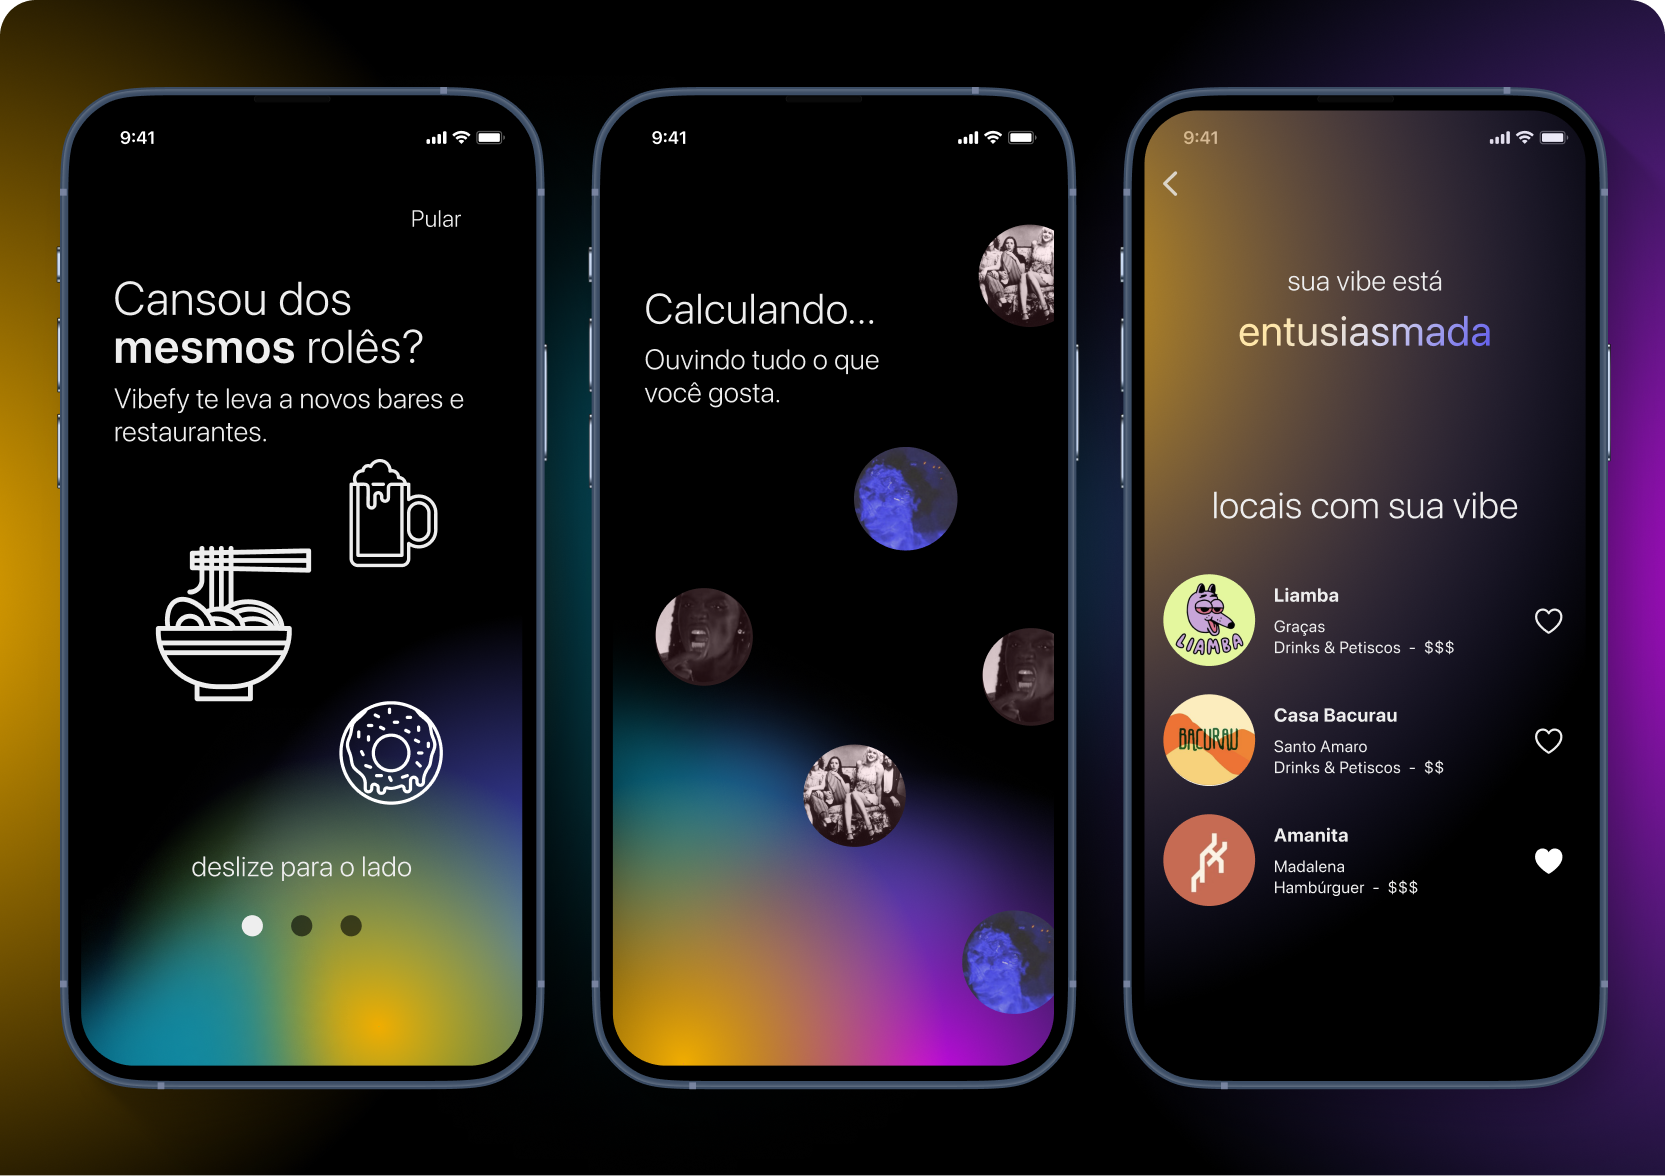 9:41
Pular
Cansou dos
mesmos rolês?
Vibefy te leva a novos bares e
restaurantes.
deslize para o lado
9:41
Calculando...
Ouvindo tudo o que
você gosta.
9:41
sua vibe está
entusiasmada
locais com sua vibe
LIAMBA
Liamba
Graças
Drinks & Petiscos - $$$
BACURAU
Casa Bacurau
Santo Amaro
Drinks & Petiscos - $$
Amanita
Madalena
Hambúrguer - $$$